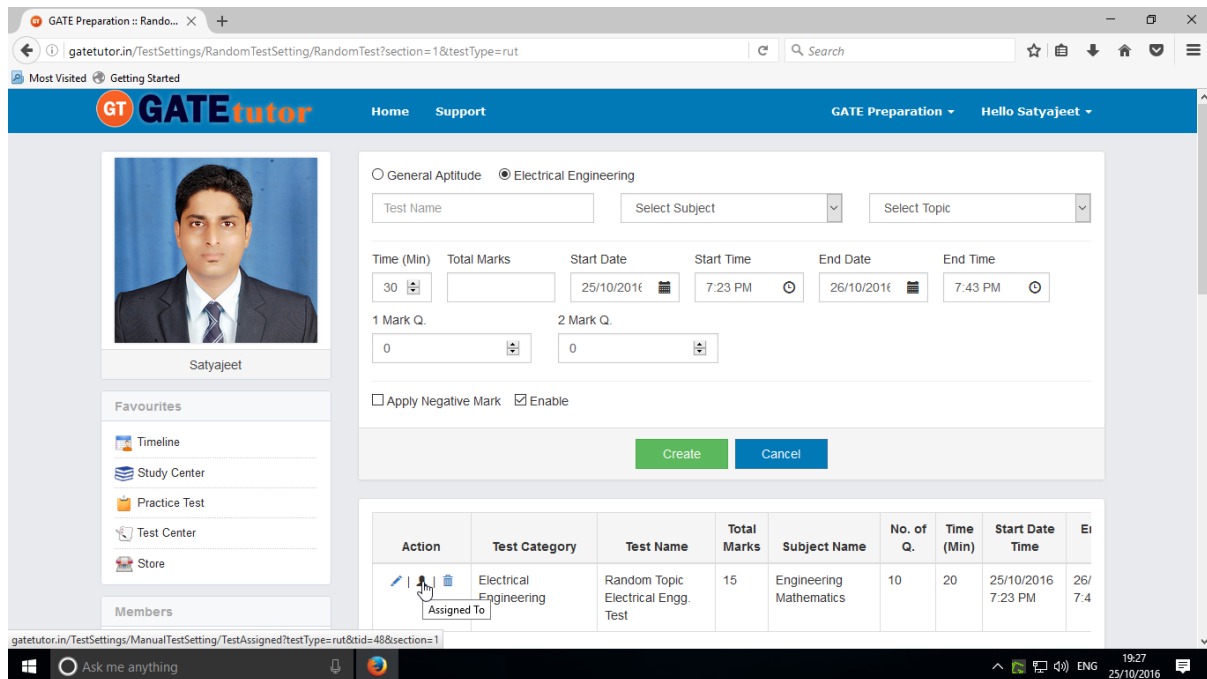 GATE Preparation :: Rando...
gatetutor.in/TestSettings/RandomTestSetting/RandomTest?section=1&testType=rut
Search
Most Visited Getting Started
GT GATEtutor Home Support GATE Preparation Hello Satyajeet
General Aptitude Electrical Engineering
Test Name Select Subject Select Topic
Time (Min) Total Marks Start Date Start Time End Date End Time
30 25/10/2016 7:23 PM 26/10/2016 7:43 PM
1 Mark Q. 2 Mark Q.
0 0
Apply Negative Mark Enable
Create Cancel
Satyajeet
Favourites
Timeline
Study Center
Practice Test
Test Center
Store
Members
Action Test Category Test Name Total Marks Subject Name No. of Q. Time (Min) Start Date Time
| | Electrical Engineering Random Topic Electrical Engg. Test 15 Engineering Mathematics 10 20 25/10/2016 7:23 PM 26/ 7:4
Assigned To
gatetutor.in/TestSettings/ManualTestSetting/TestAssigned?testType=rut&tid=48&section=1
Ask me anything
ENG 19:27
25/10/2016